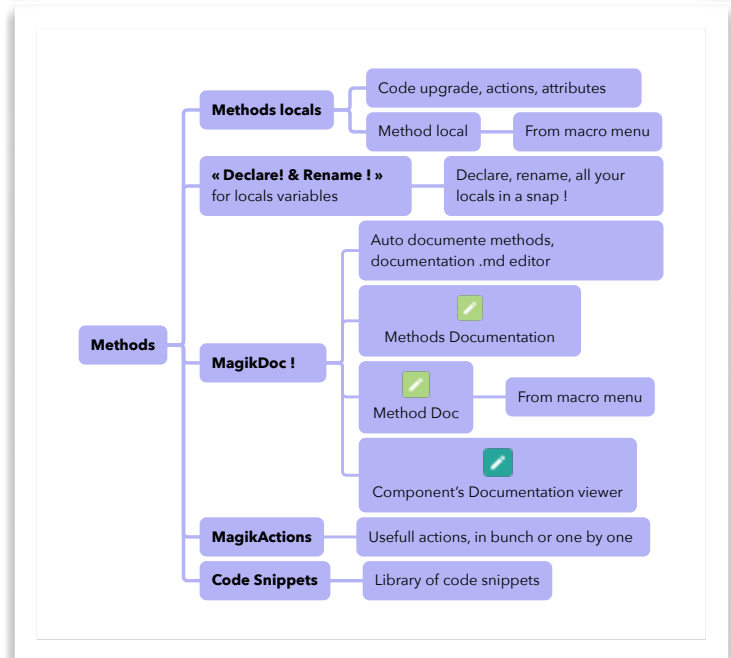 Methods
Methods locals
Code upgrade, actions, attributes
Method local
From macro menu
« Declare! & Rename ! »
for locals variables
Declare, rename, all your
locals in a snap !
MagikDoc !
Auto documente methods,
documentation .md editor
Methods Documentation
Method Doc
From macro menu
Component’s Documentation viewer
MagikActions
Usefull actions, in bunch or one by one
Code Snippets
Library of code snippets